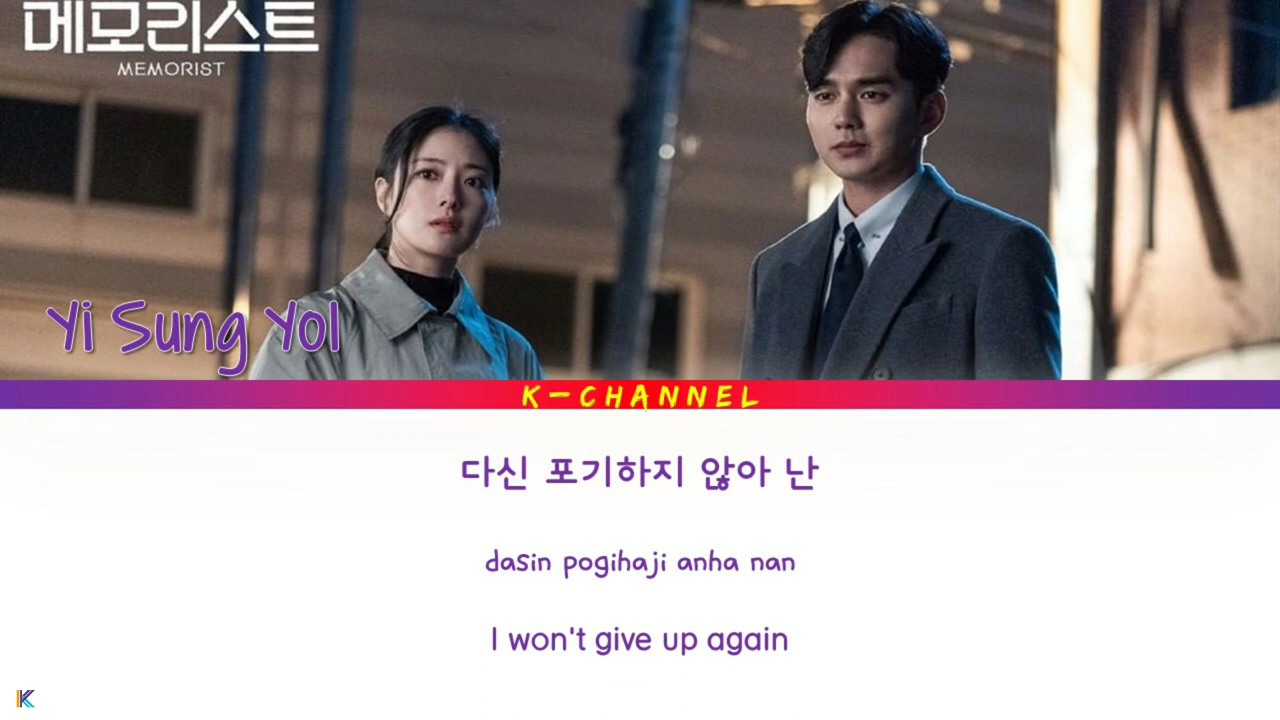 메모리스트
MEMORIST
Yi Sung Yol
K-CHANNEL
다신 포기하지 않아 난
dasin pogihaji anha nan
I won't give up again
K